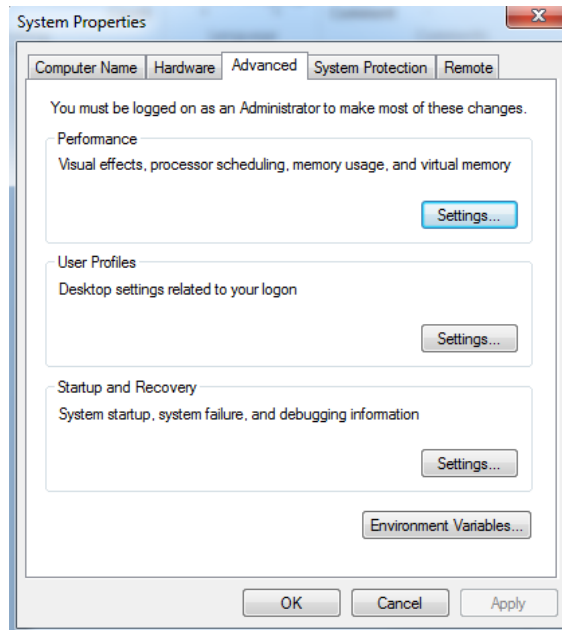 System Properties
Computer Name Hardware Advanced System Protection Remote
You must be logged on as an Administrator to make most of these changes.
Performance
Visual effects, processor scheduling, memory usage, and virtual memory
Settings...
User Profiles
Desktop settings related to your logon
Settings...
Startup and Recovery
System startup, system failure, and debugging information
Settings...
Environment Variables...
OK Cancel Apply